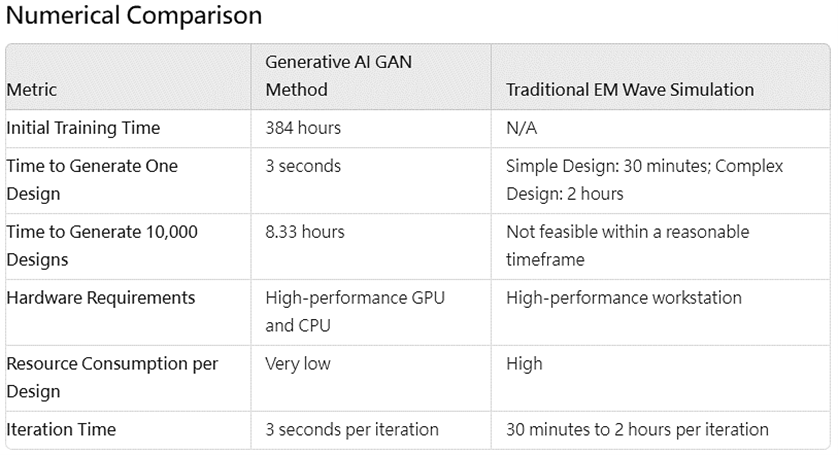 Numerical Comparison
Metric
Generative AI GAN
Method
Traditional EM Wave Simulation
Initial Training Time
384 hours
N/A
Time to Generate One
Design
3 seconds
Simple Design: 30 minutes; Complex
Design: 2 hours
Time to Generate 10,000
Designs
8.33 hours
Not feasible within a reasonable
timeframe
Hardware Requirements
High-performance GPU
and CPU
High-performance workstation
Resource Consumption per
Design
Very low
High
Iteration Time
3 seconds per iteration
30 minutes to 2 hours per iteration